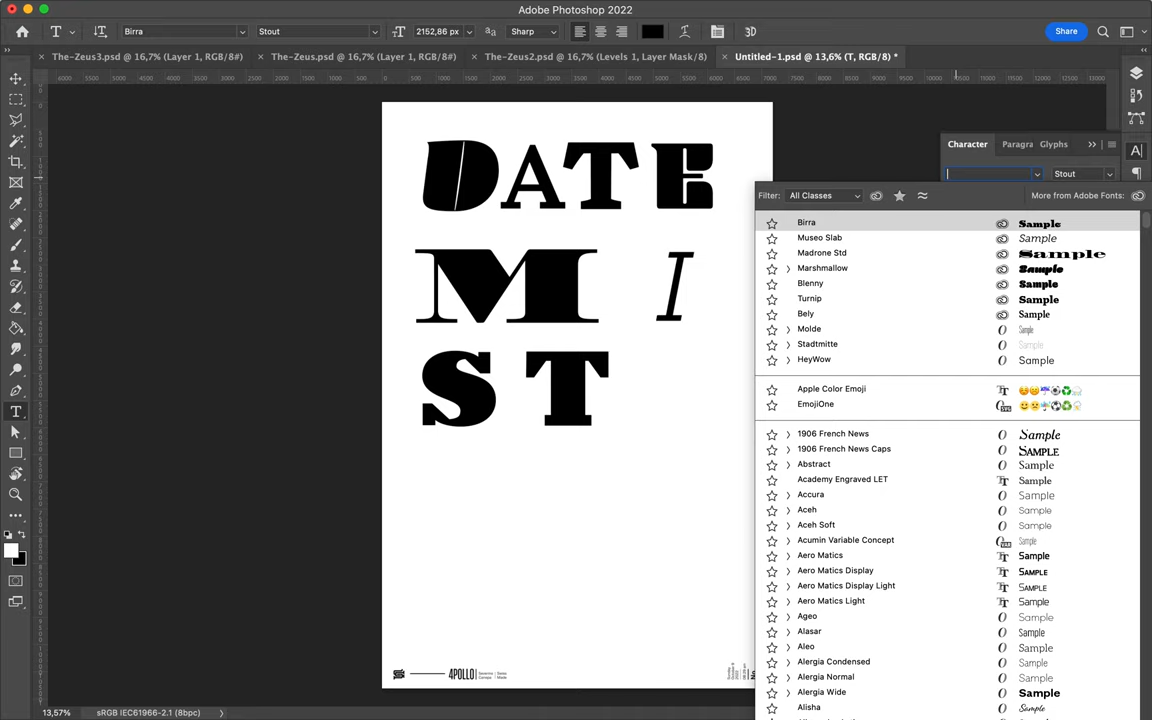 Adobe Photoshop 2022
Birra
Stout
2152,86 px
Sharp
3D
Share
The-Zeus3.psd @ 16,7% (Layer 1, RGB/8#)
The-Zeus.psd @ 16,7% (Layer 1, RGB/8#)
The-Zeus2.psd @ 16,7% (Levels 1, Layer Mask/8)
Untitled-1.psd @ 13,6% (T, RGB/8) *
Character
Paragra
Glyphs
Stout
Filter:
All Classes
More from Adobe Fonts:
DATE
M I
S T
4POLLO
Birra Sample
Museo Slab Sample
Madrone Std Sample
Marshmallow Sample
Blenny Sample
Turnip Sample
Bely Sample
Molde Sample
Stadtmitte Sample
HeyWow Sample
Apple Color Emoji
EmojiOne
1906 French News Sample
1906 French News Caps SAMPLE
Abstract Sample
Academy Engraved LET Sample
Accura Sample
Aceh Sample
Aceh Soft Sample
Acumin Variable Concept Sample
Aero Matics Sample
Aero Matics Display SAMPLE
Aero Matics Display Light SAMPLE
Aero Matics Light Sample
Ageo Sample
Alasar Sample
Aleo Sample
Alergia Condensed Sample
Alergia Normal Sample
Alergia Wide Sample
Alisha Sample
13,57%
sRGB IEC61966-2.1 (8bpc)